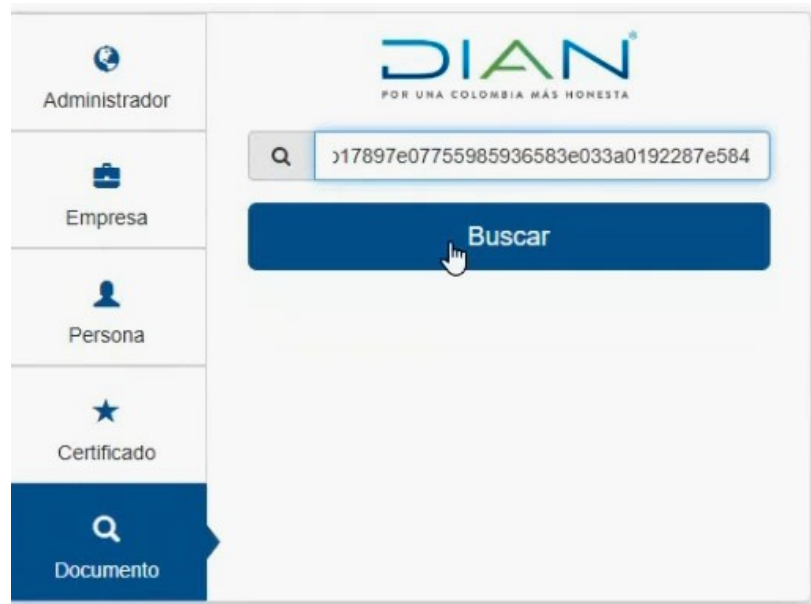 Administrador
Empresa
Persona
Certificado
Documento
DIAN
POR UNA COLOMBIA MÁS HONESTA
17897e07755985936583e033a0192287e584
Buscar